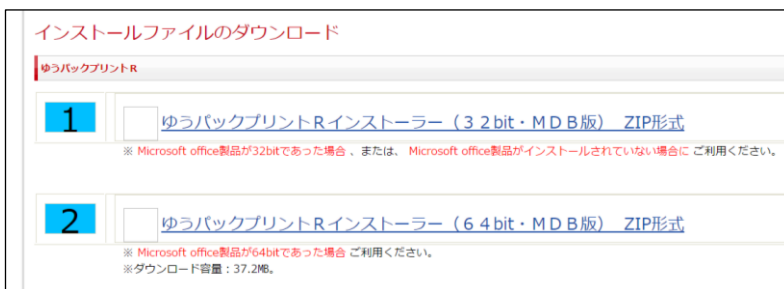 インストールファイルのダウンロード
ゆうパックプリントR
1
ゆうパックプリントRインストーラー（３２bit・ＭＤＢ版）　ZIP形式
※ Microsoft office製品が32bitであった場合 、または、 Microsoft office製品がインストールされていない場合に ご利用ください。
2
ゆうパックプリントRインストーラー（６４bit・ＭＤＢ版）　ZIP形式
※ Microsoft office製品が64bitであった場合 ご利用ください。
※ダウンロード容量：37.2MB。